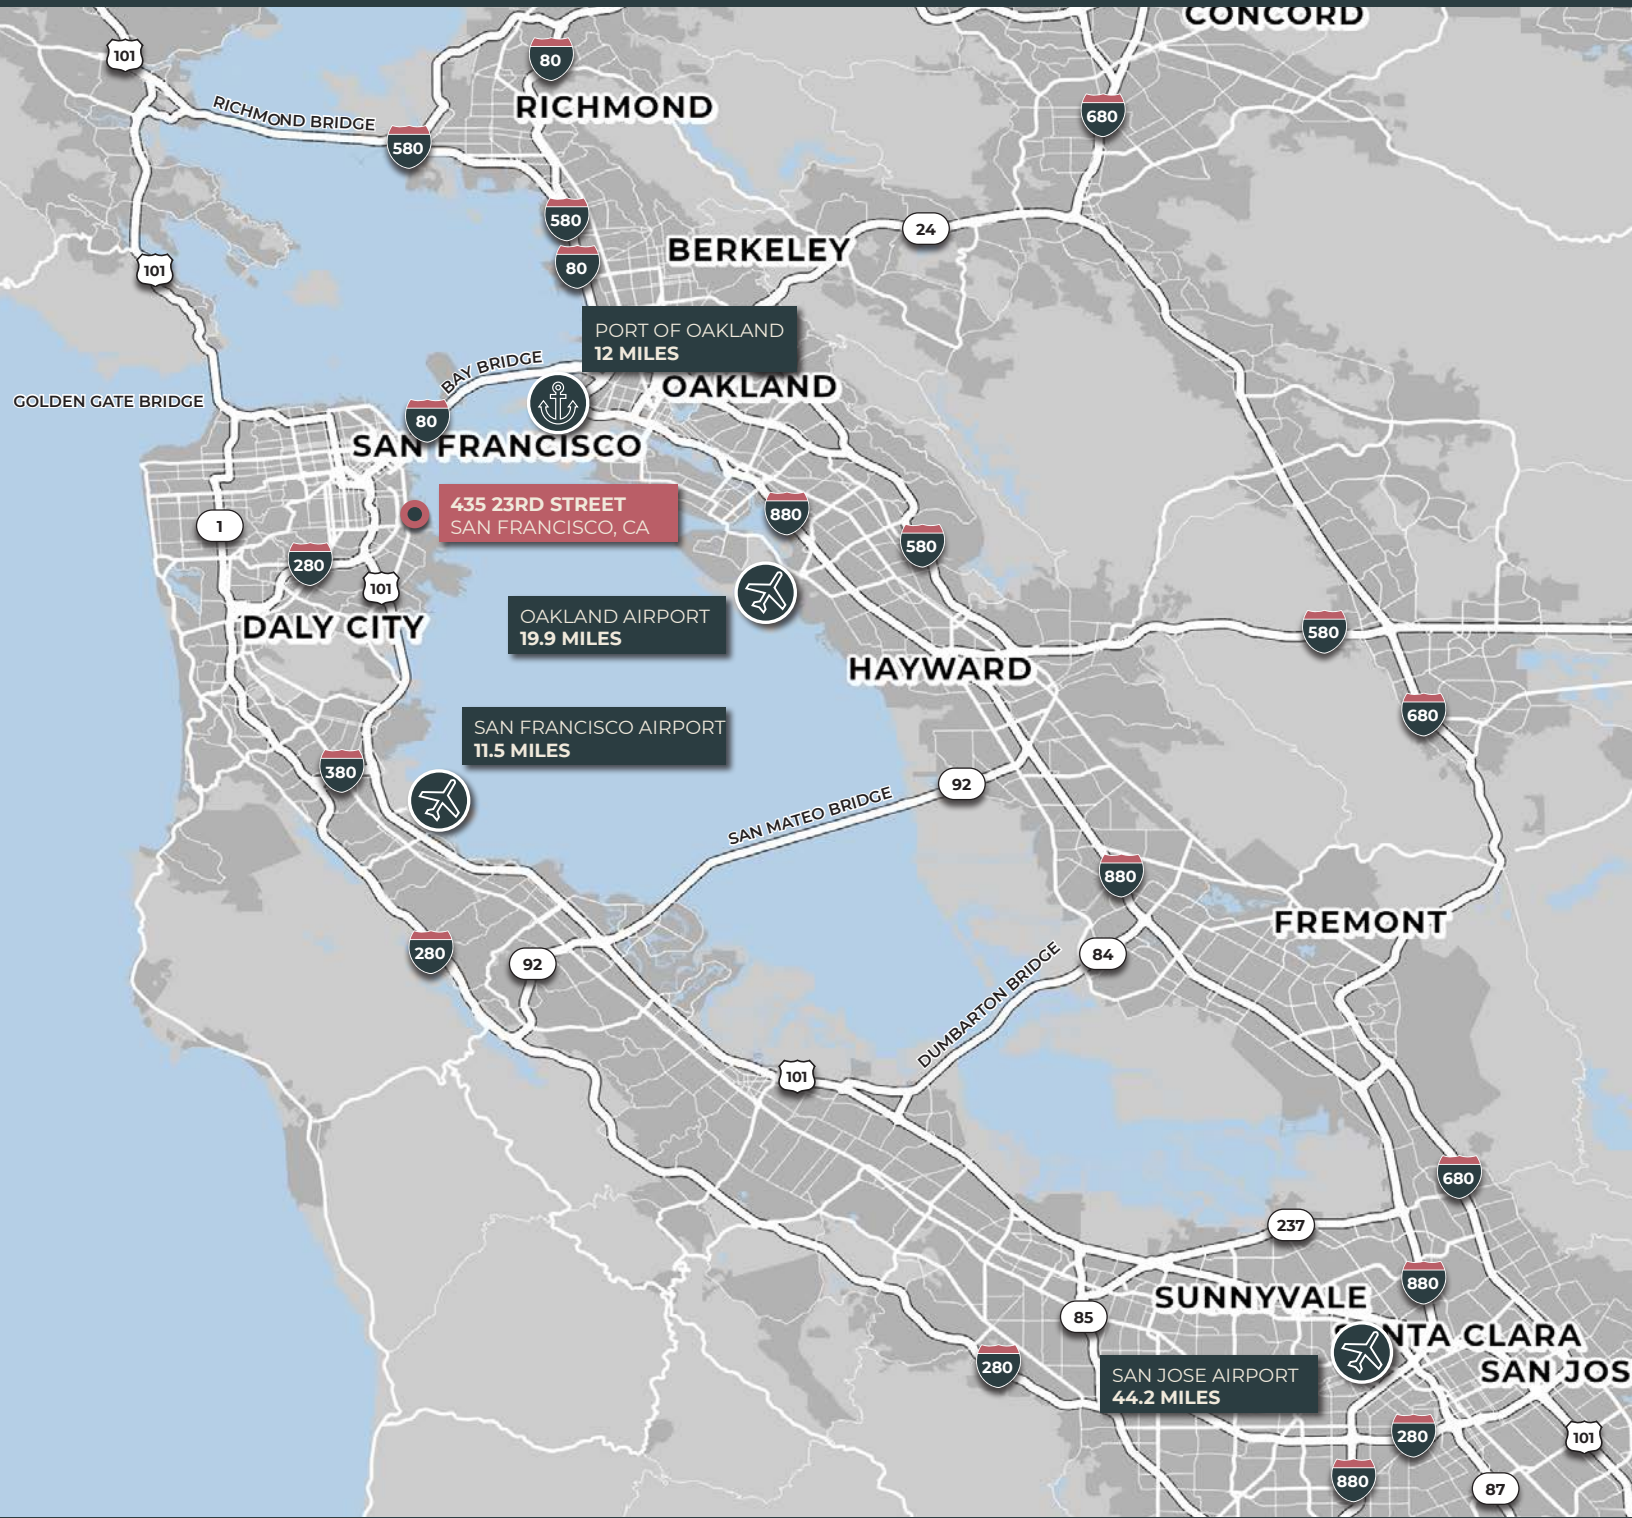 CONCORD
101
80
RICHMOND
RICHMOND BRIDGE
680
580
580
24
BERKELEY
80
101
PORT OF OAKLAND
12 MILES
BAY BRIDGE
OAKLAND
GOLDEN GATE BRIDGE
80
SAN FRANCISCO
435 23RD STREET
SAN FRANCISCO, CA
1
880
580
280
101
OAKLAND AIRPORT
19.9 MILES
DALY CITY
580
HAYWARD
680
SAN FRANCISCO AIRPORT
11.5 MILES
380
92
SAN MATEO BRIDGE
880
FREMONT
280
92
84
DUMBARTON BRIDGE
101
680
237
880
SUNNYVALE
85
SANTA CLARA
280
SAN JOSE AIRPORT
44.2 MILES
SAN JOS
280
101
880
87